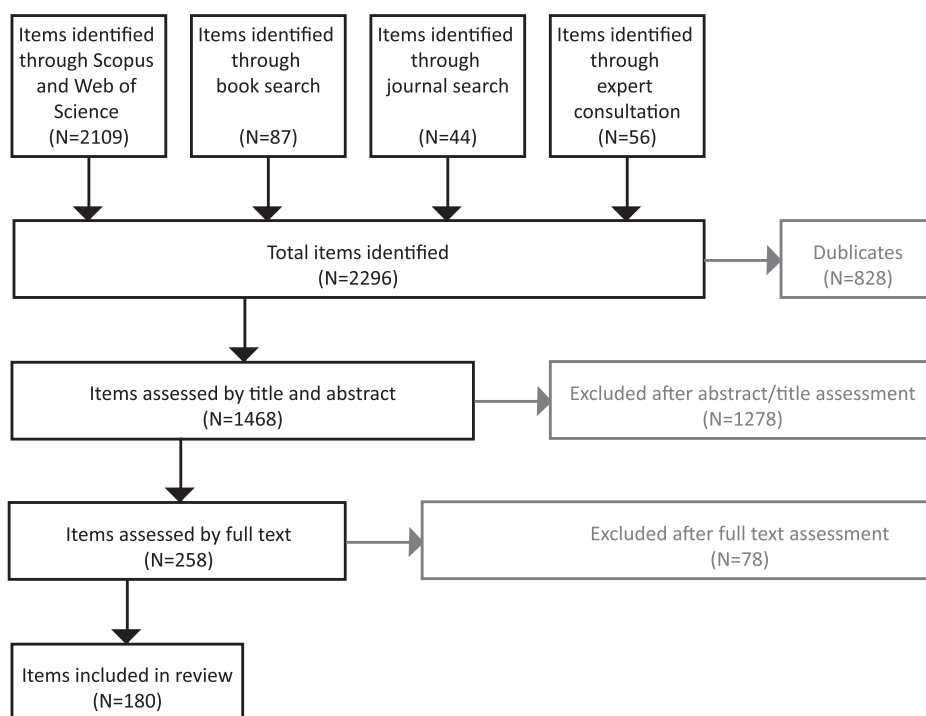 Items identified
through Scopus
and Web of
Science
(N=2109)
Items identified
through
book search
(N=87)
Items identified
through
journal search
(N=44)
Items identified
through
expert
consultation
(N=56)
Total items identified
(N=2296)
Dublicates
(N=828)
Items assessed by title and abstract
(N=1468)
Excluded after abstract/title assessment
(N=1278)
Items assessed by full text
(N=258)
Excluded after full text assessment
(N=78)
Items included in review
(N=180)